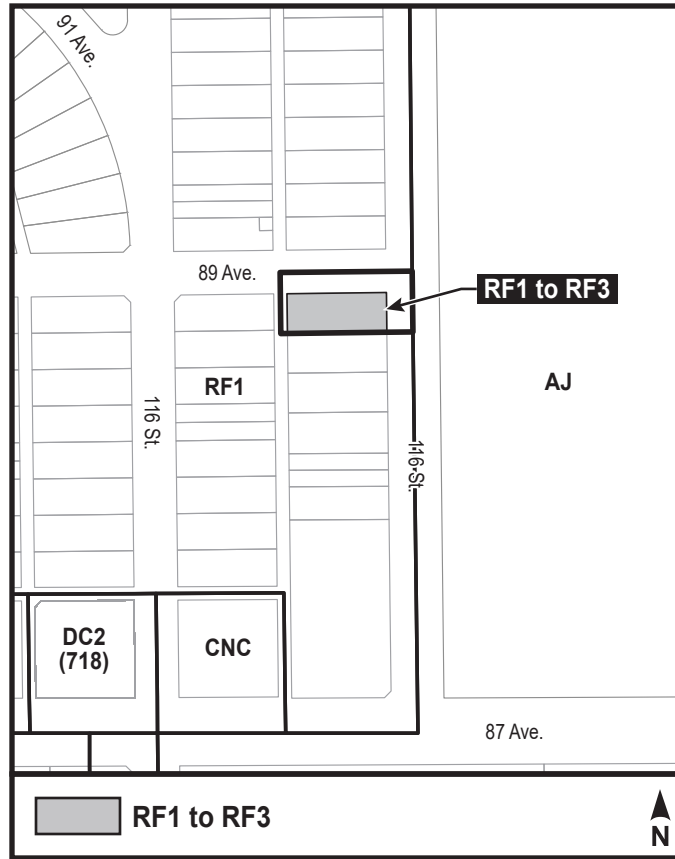 91 Ave.
89 Ave.
RF1 to RF3
RF1
AJ
116 St.
116 St.
DC2
(718)
CNC
87 Ave.
RF1 to RF3
N